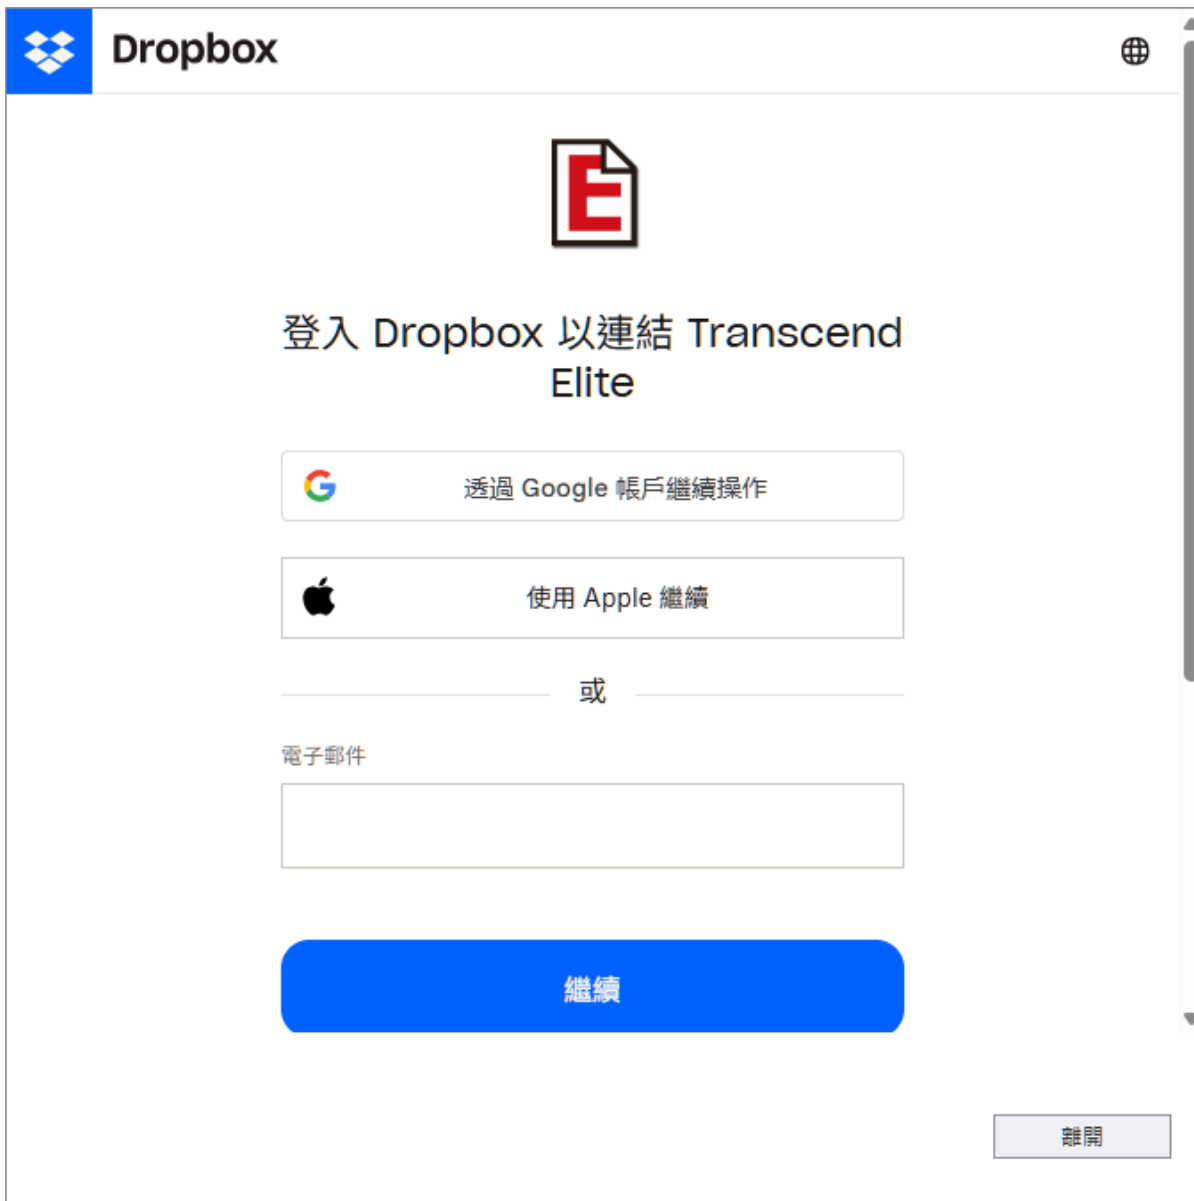 Dropbox
E
登入 Dropbox 以連結 Transcend
Elite
透過 Google 帳戶繼續操作
使用 Apple 繼續
或
電子郵件
繼續
離開